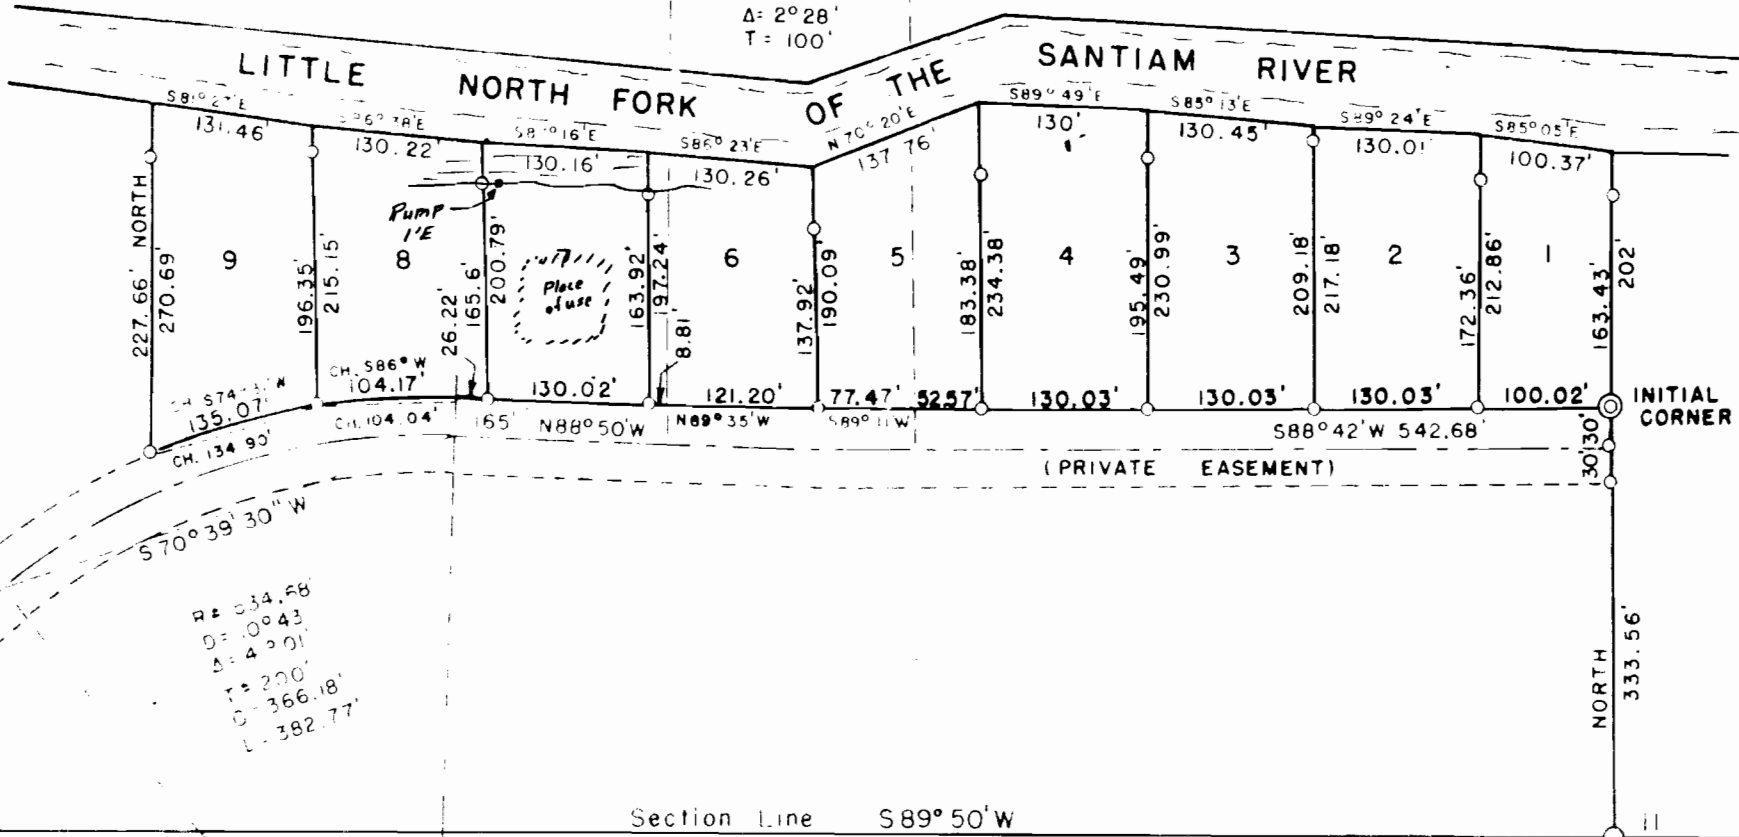 Δ= 2°28'
T = 100'
LITTLE NORTH FORK OF THE SANTIAM RIVER
131.46'
130.22'
130.16'
S86°23'E
130.26'
N70°20'E
137.76'
S89°49'E
130'
S85°13'E
130.45'
S89°24'E
130.01'
S85°05'E
100.37'
227.66' NORTH
270.69'
9
196.35'
215.15'
8
Pump
1'E
26.22'
165.6'
200.79'
Place
of use
163.92'
197.24'
8.81'
6
137.92'
190.09'
5
183.38'
234.38'
4
195.49'
230.99'
3
209.18'
217.18'
2
172.36'
212.86'
1
163.43'
202'
135.07'
CH. 134.90'
CH. S86° W
104.17'
104.04'
165'
130.02'
N88°50'W
121.20'
N89°35'W
77.47'
52.57'
130.03'
130.03'
130.03'
100.02'
INITIAL
CORNER
S88°42'W 542.68'
30'
30'
(PRIVATE EASEMENT)
S70°39'30"W
T = 200'
366.18'
382.77'
NORTH
333.56'
Section Line S89°50'W
11